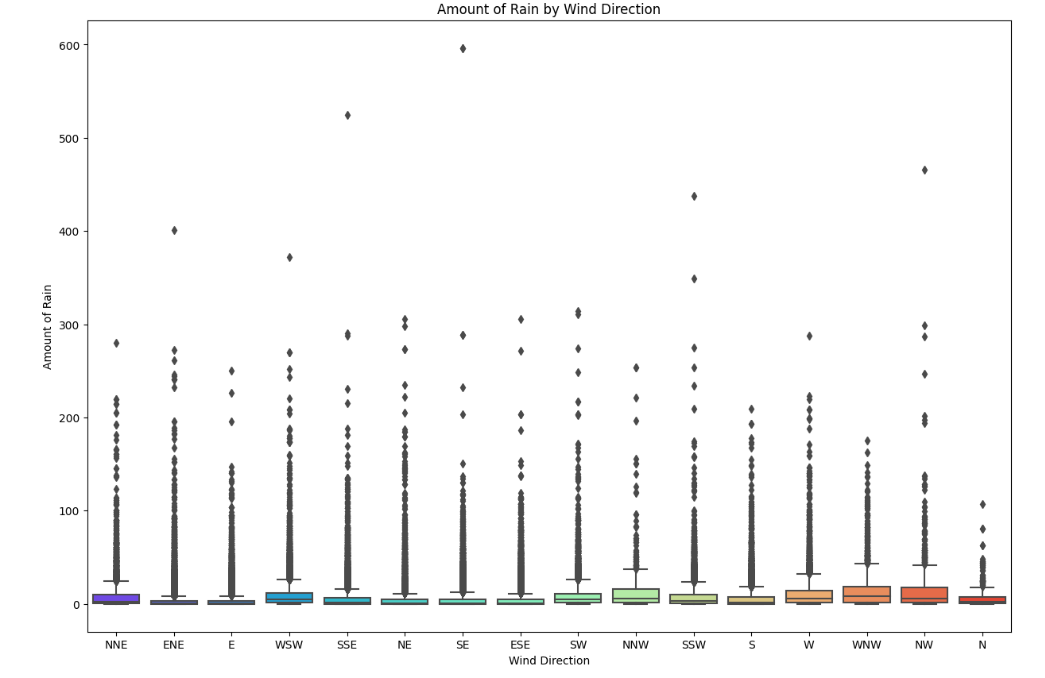 Amount of Rain by Wind Direction
600
500
400
300
200
100
0
Amount of Rain
NNE ENE E WSW SSE NE SE ESE SW NNW SSW S W WNW NW N
Wind Direction